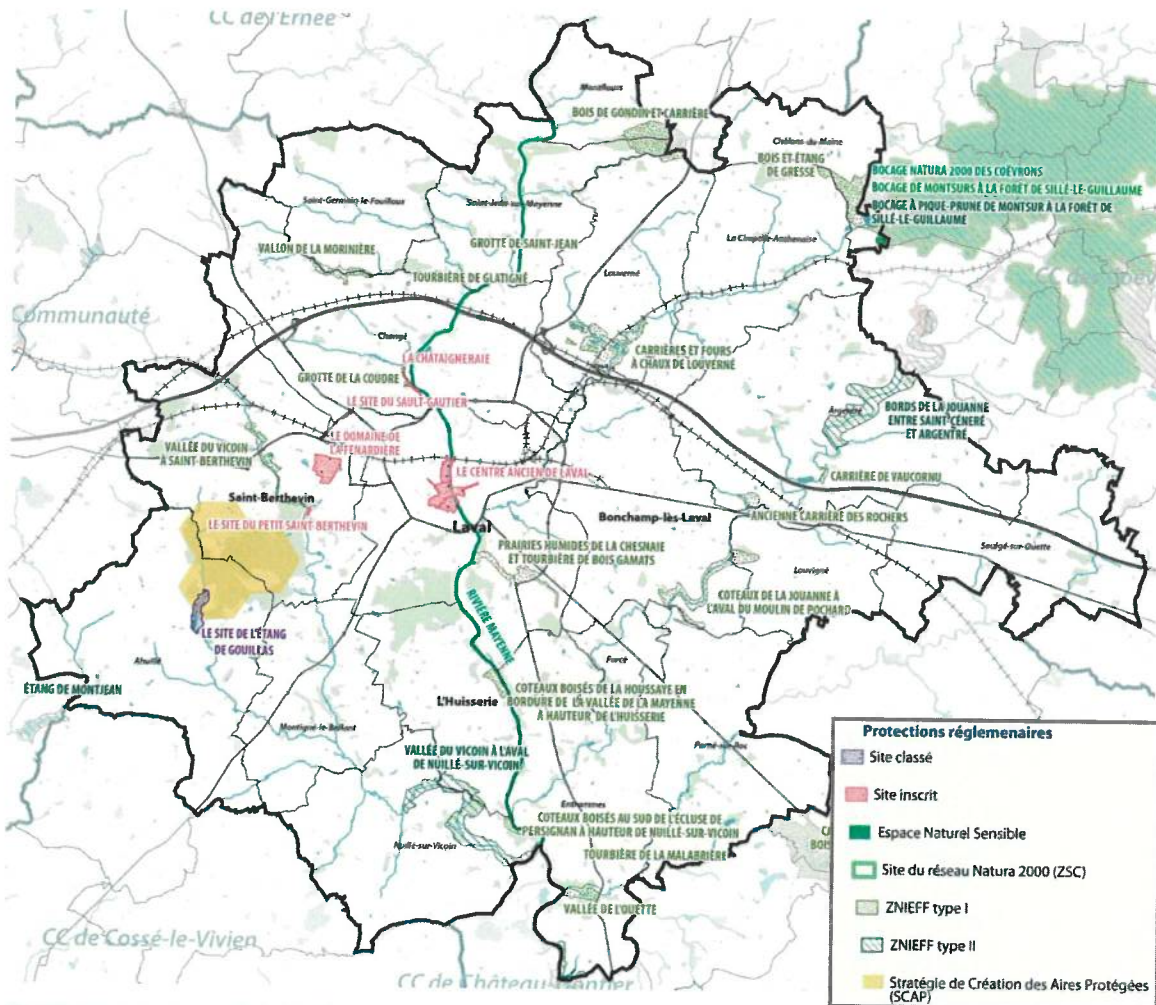 CC de l'Ernée
Montflours
BOIS DE GONDIN ET CARRIÈRE
Châlons-du-Maine
BOIS ET ÉTANG
DE GRESSE
BOCAGE NATURA 2000 DES COËVRONS
BOCAGE DE MONTSURS À LA FORÊT DE SILLÉ-LE-GUILLAUME
BOCAGE À PIQUE-PRUNE DE MONTSUR À LA FORÊT DE
SILLÉ-LE-GUILLAUME
Saint-Germain-le-Fouilloux
Saint-Jean-sur-Mayenne
La Chapelle-Anthenaise
GROTTE DE SAINT-JEAN
VALLON DE LA MORINIÈRE
Louverné
TOURBIÈRE DE GLATIGNÉ
Communauté
Changé
LA CHÂTAIGNERAIE
CARRIÈRES ET FOURS
À CHAUX DE LOUVERNÉ
GROTTE DE LA COUDRE
LE SITE DU SAULT-GAUTIER
Argentré
BORDS DE LA JOUANNE
ENTRE SAINT-CÉNERÉ
ET ARGENTRÉ
LE DOMAINE DE
LA FENARDIÈRE
VALLÉE DU VICOIN
À SAINT-BERTHEVIN
LE CENTRE ANCIEN DE LAVAL
CARRIÈRE DE VAUCORNU
Saint-Berthevin
LE SITE DU PETIT SAINT-BERTHEVIN
Laval
Bonchamp-lès-Laval
ANCIENNE CARRIÈRE DES ROCHERS
Soulgé-sur-Ouette
PRAIRIES HUMIDES DE LA CHESNAIE
ET TOURBIÈRE DE BOIS GAMATS
Louvigné
COTEAUX DE LA JOUANNE À
L'AVAL DU MOULIN DE POCHARD
RIVIÈRE MAYENNE
LE SITE DE L'ÉTANG
DE GOUILLAS
Ahuillé
Forcé
ÉTANG DE MONTJEAN
L'Huisserie
COTEAUX BOISÉS DE LA HOUSSAYE EN
BORDURE DE LA VALLÉE DE LA MAYENNE
À HAUTEUR DE L'HUISSERIE
Montigné-le-Brillant
Parné-sur-Roc
VALLÉE DU VICOIN À L'AVAL
DE NUILLÉ-SUR-VICOIN
Entrammes
COTEAUX BOISÉS AU SUD DE L'ÉCLUSE DE
PERSIGNAN À HAUTEUR DE NUILLÉ-SUR-VICOIN
Nuillé-sur-Vicoin
TOURBIÈRE DE LA MALABRIÈRE
VALLÉE DE L'OUETTE
CC de Cossé-le-Vivien
CC de Château-Gontier
Protections réglemenaires
Site classé
Site inscrit
Espace Naturel Sensible
Site du réseau Natura 2000 (ZSC)
ZNIEFF type I
ZNIEFF type II
Stratégie de Création des Aires Protégées
(SCAP)